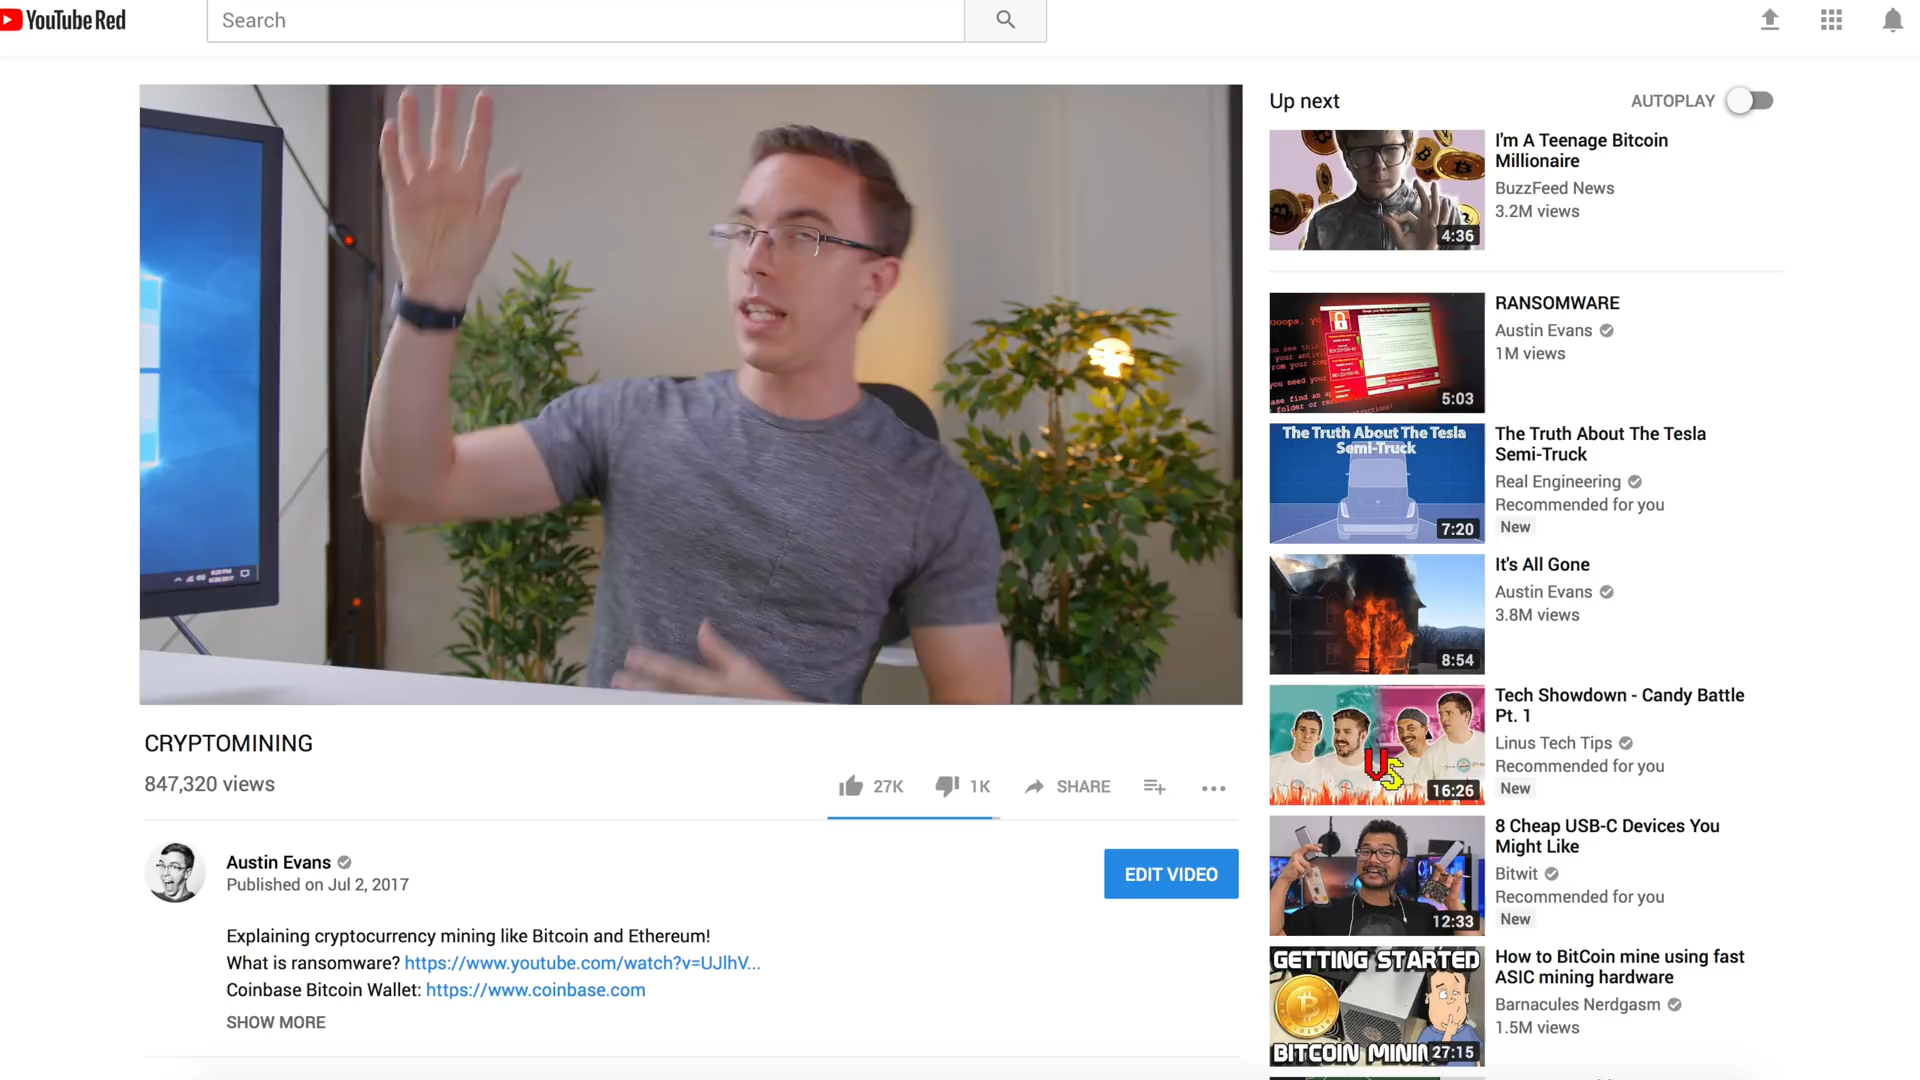 YouTube Red
Search
CRYPTOMINING
847,320 views
27K
1K
SHARE
Austin Evans
Published on Jul 2, 2017
EDIT VIDEO
Explaining cryptocurrency mining like Bitcoin and Ethereum!
What is ransomware? https://www.youtube.com/watch?v=UJlhV...
Coinbase Bitcoin Wallet: https://www.coinbase.com
SHOW MORE
Up next
AUTOPLAY
4:36
I'm A Teenage Bitcoin
Millionaire
BuzzFeed News
3.2M views
5:03
RANSOMWARE
Austin Evans
1M views
The Truth About The Tesla
Semi-Truck
7:20
The Truth About The Tesla
Semi-Truck
Real Engineering
Recommended for you
New
8:54
It's All Gone
Austin Evans
3.8M views
VS
16:26
Tech Showdown - Candy Battle
Pt. 1
Linus Tech Tips
Recommended for you
New
12:33
8 Cheap USB-C Devices You
Might Like
Bitwit
Recommended for you
New
GETTING STARTED
BITCOIN
27:15
How to BitCoin mine using fast
ASIC mining hardware
Barnacules Nerdgasm
1.5M views